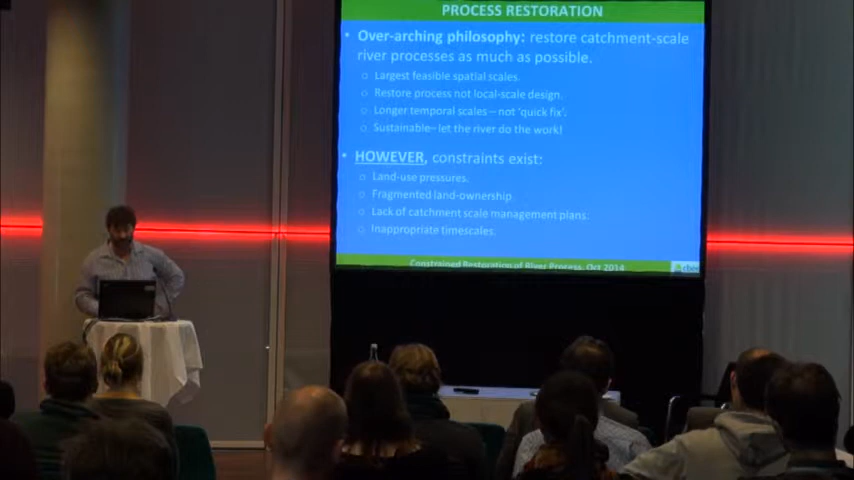 PROCESS RESTORATION
• Over-arching philosophy: restore catchment-scale
river processes as much as possible.
o Largest feasible spatial scales.
o Restore process not local-scale design.
o Longer temporal scales – not 'quick fix'.
o Sustainable– let the river do the work!
• HOWEVER, constraints exist:
o Land-use pressures.
o Fragmented land-ownership.
o Lack of catchment scale management plans.
o Inappropriate timescales.
Constrained Restoration of River Process, Oct 2014
cbec